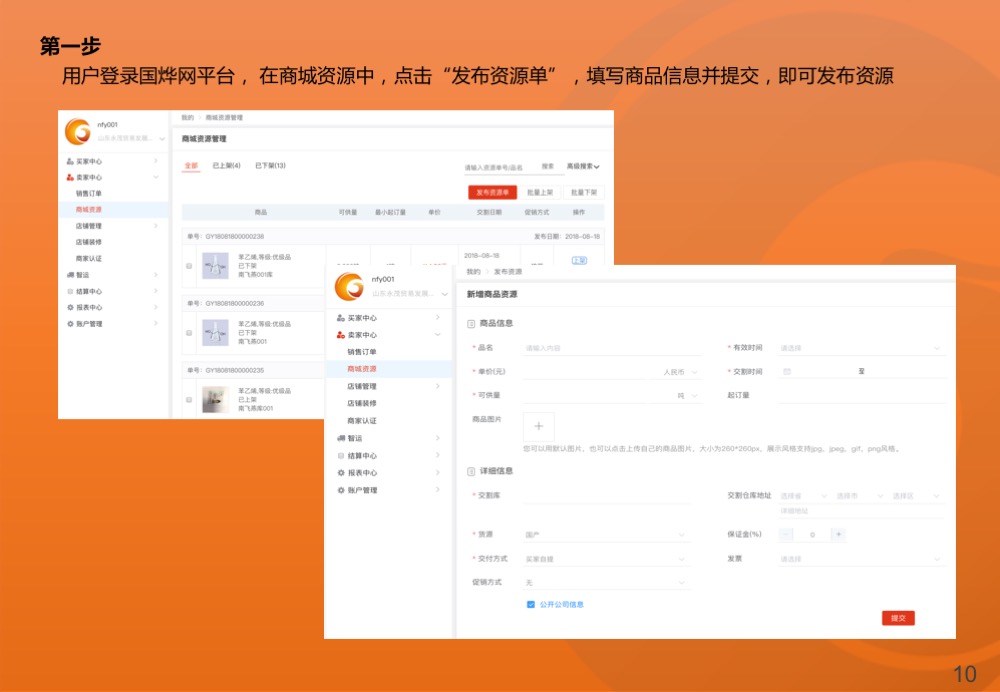 第一步
用户登录国烨网平台，在商城资源中，点击“发布资源单”，填写商品信息并提交，即可发布资源
nfy001
山东永茂贸易发展...
买家中心
卖家中心
销售订单
商城资源
店铺管理
店铺装修
商家认证
智运
结算中心
报表中心
账户管理
我的 > 商城资源管理
商城资源管理
全部 已上架(4) 已下架(13)
请输入资源单号/品名 搜索 高级搜索
发布资源单 批量上架 批量下架
商品 可供量 最小起订量 单价 交割日期 促销方式 操作
单号: GY18081800000238 发布日期: 2018-08-18
苯乙烯,等级:优级品
已下架
南飞燕001库
2018-08-18
上架
单号: GY18081800000236
苯乙烯,等级:优级品
已下架
南飞燕001
单号: GY18081800000235
苯乙烯,等级:优级品
已上架
南飞燕库001
nfy001
山东永茂贸易发展...
买家中心
卖家中心
销售订单
商城资源
店铺管理
店铺装修
商家认证
智运
结算中心
报表中心
账户管理
我的 > 发布资源
新增商品资源
商品信息
* 品名 请输入内容 * 有效时间 请选择
* 单价(元) 人民币 * 交割时间 至
* 可供量 吨 起订量
商品图片 +
您可以用默认图片，也可以点击上传自己的商品图片，大小为260*260px，展示风格支持jpg、jpeg、gif、png风格。
详细信息
* 交割库 交割仓库地址 选择省 选择市 选择区
详细地址
* 货源 国产 保证金(%) - 0 +
* 交付方式 买家自提 发票 请选择
促销方式 无
公开公司信息
提交
10